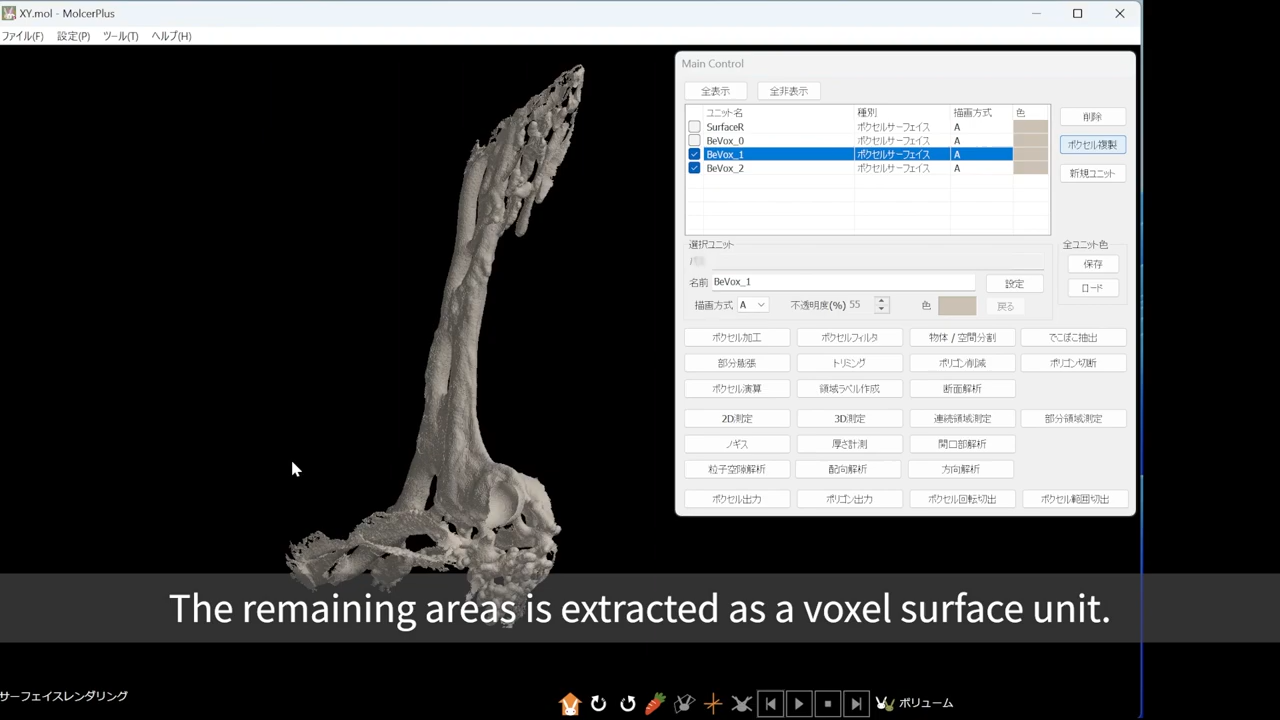 XY.mol - MolcerPlus
ファイル(F) 設定(P) ツール(T) ヘルプ(H)
Main Control
全表示 全非表示
ユニット名 種別 描画方式 色
SurfaceR ボクセルサーフェイス A
BeVox_0 ボクセルサーフェイス A
BeVox_1 ボクセルサーフェイス A
BeVox_2 ボクセルサーフェイス A
削除
ボクセル複製
新規ユニット
選択ユニット
名前 BeVox_1 設定
描画方式 A 不透明度(%) 55 色 戻る
全ユニット色
保存
ロード
ボクセル加工 ボクセルフィルタ 物体 / 空間分割 でこぼこ抽出
部分膨張 トリミング ポリゴン削減 ポリゴン切断
ボクセル演算 領域ラベル作成 断面解析
2D測定 3D測定 連続領域測定 部分領域測定
ノギス 厚さ計測 開口部解析
粒子空隙解析 配向解析 方向解析
ボクセル出力 ポリゴン出力 ボクセル回転切出 ボクセル範囲切出
The remaining areas is extracted as a voxel surface unit.
サーフェイスレンダリング
ボリューム